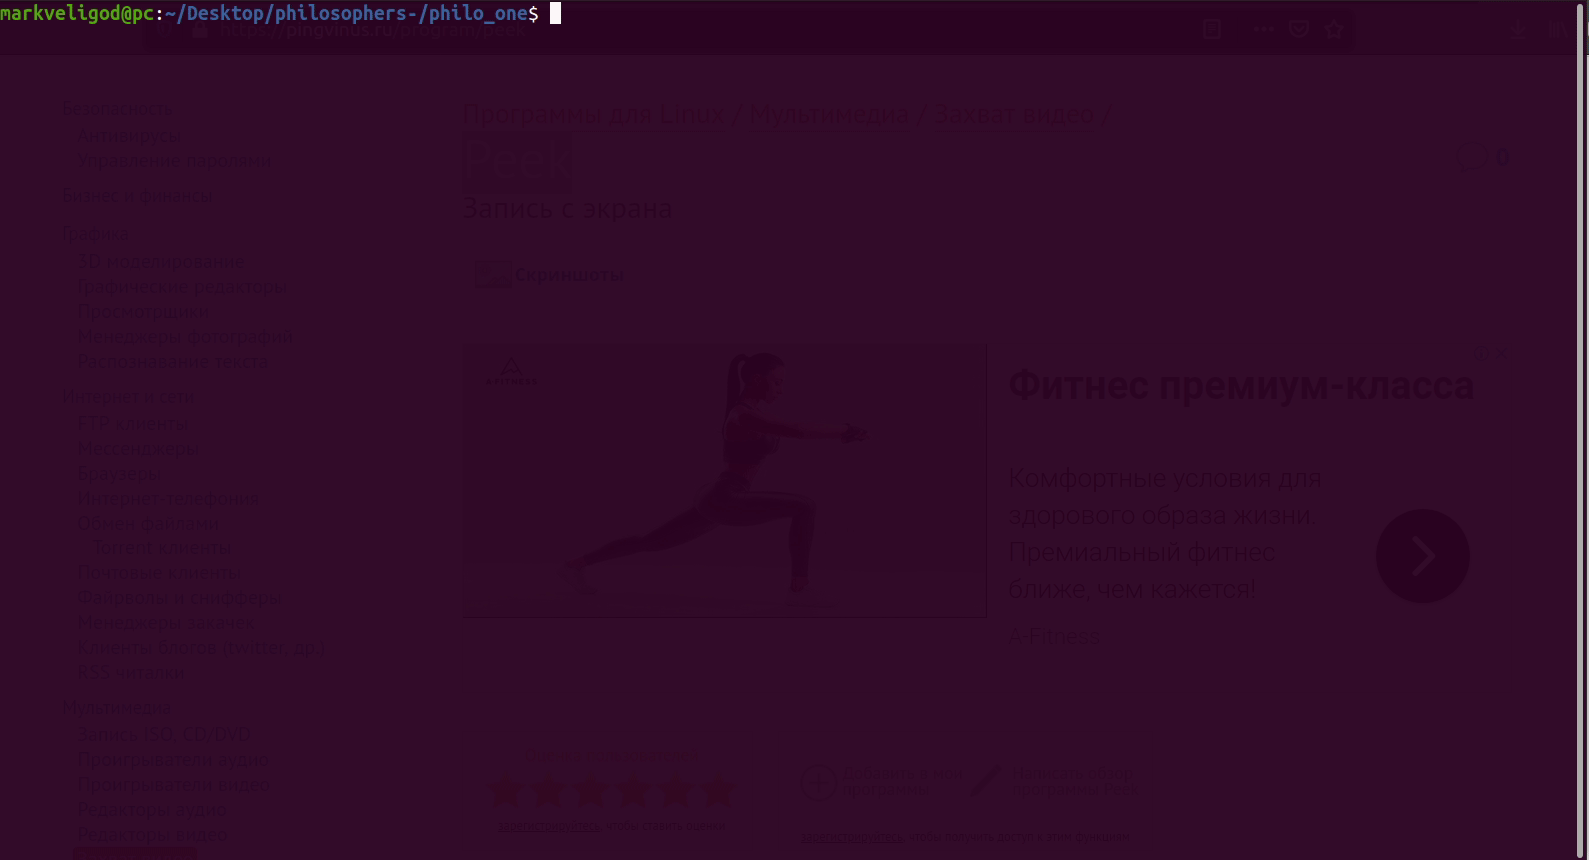 markveligod@pc:~/Desktop/philosophers-/philo_one$
https://pingvinus.ru/program/peek
Безопасность
Антивирусы
Управление паролями
Бизнес и финансы
Графика
3D моделирование
Графические редакторы
Просмотрщики
Менеджеры фотографий
Распознавание текста
Интернет и сети
FTP клиенты
Мессенджеры
Браузеры
Интернет-телефония
Обмен файлами
Torrent клиенты
Почтовые клиенты
Файрволы и снифферы
Менеджеры закачек
Клиенты блогов (twitter, др.)
RSS читалки
Мультимедиа
Запись ISO, CD/DVD
Проигрыватели аудио
Проигрыватели видео
Редакторы аудио
Редакторы видео
Программы для Linux / Мультимедиа / Захват видео /
Peek
0
Запись с экрана
Скриншоты
Фитнес премиум-класса
Комфортные условия для
здорового образа жизни.
Премиальный фитнес
ближе, чем кажется!
A-Fitness
зарегистрируйтесь, чтобы ставить оценки
Добавить в мои
программы
Написать отзыв
программа Peek
зарегистрируйтесь, чтобы получить доступ к этим функциям